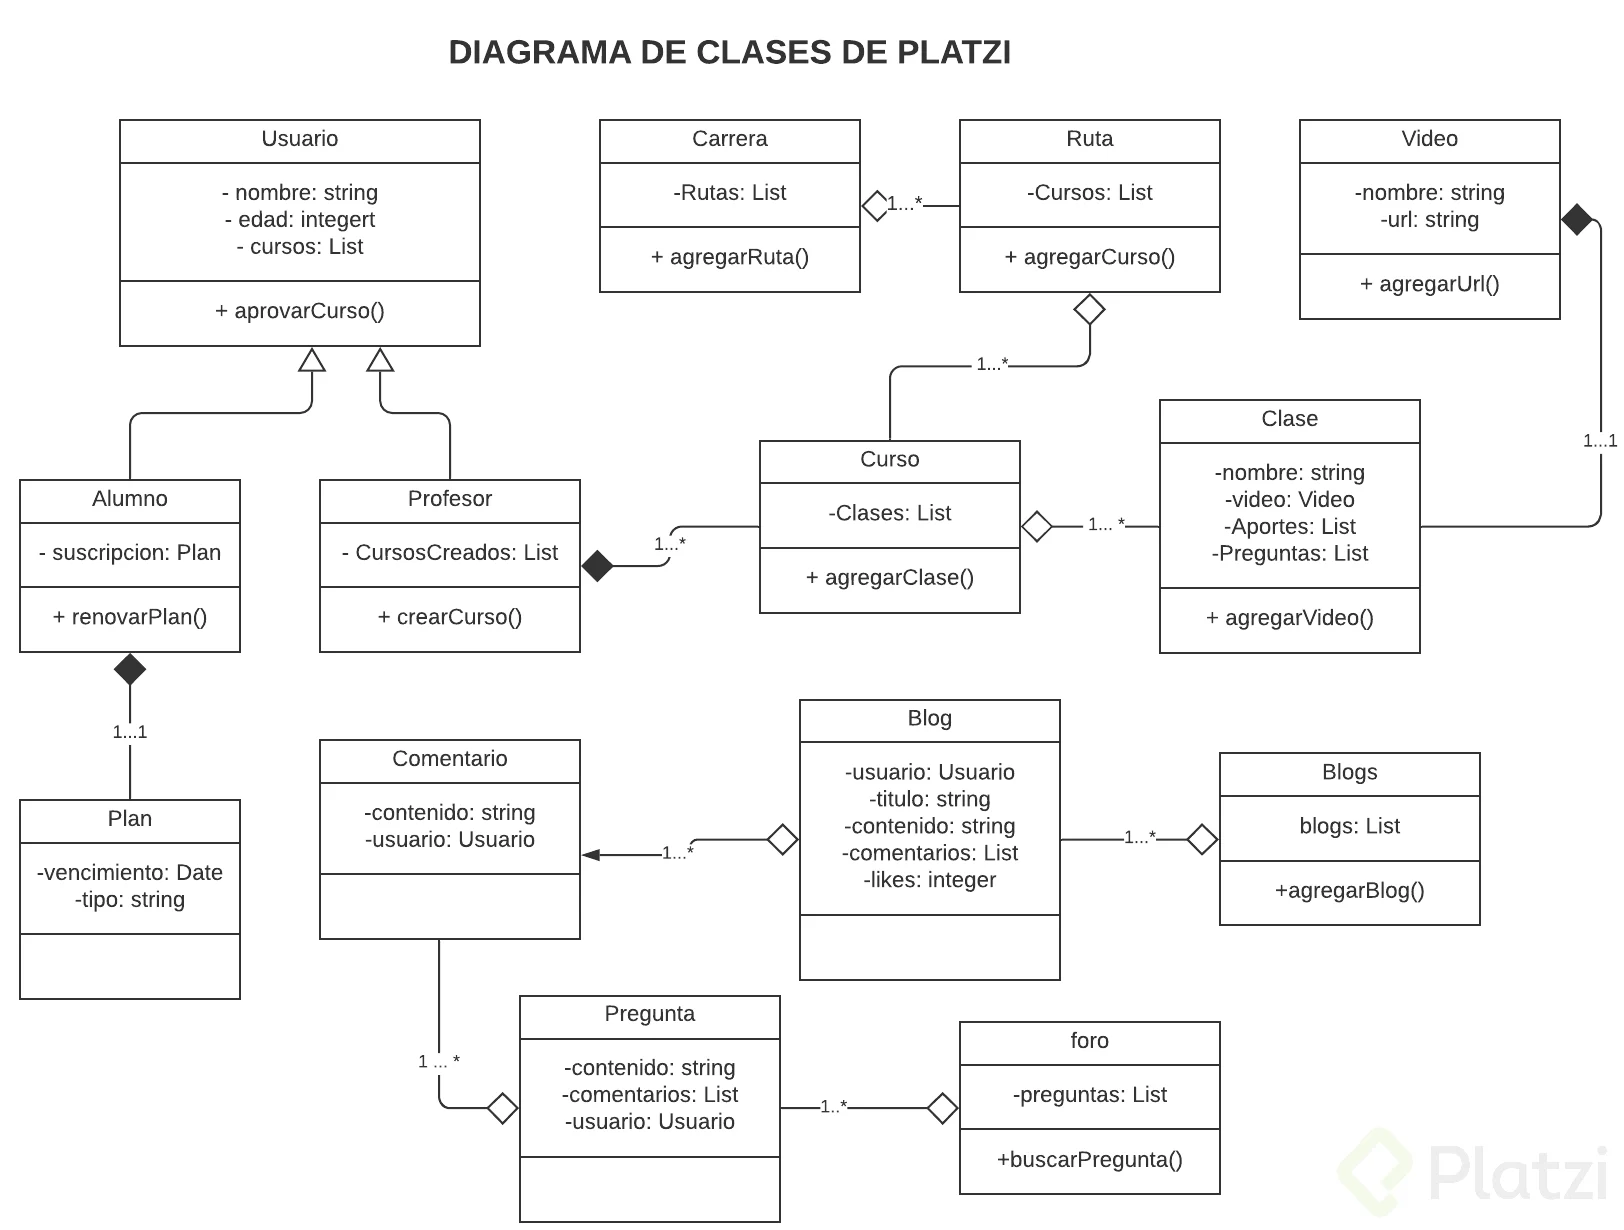 DIAGRAMA DE CLASES DE PLATZI
Usuario
- nombre: string
- edad: integert
- cursos: List
+ aprovarCurso()
Carrera
-Rutas: List
+ agregarRuta()
1...*
Ruta
-Cursos: List
+ agregarCurso()
Video
-nombre: string
-url: string
+ agregarUrl()
1...*
1...1
Alumno
- suscripcion: Plan
+ renovarPlan()
Profesor
- CursosCreados: List
+ crearCurso()
1...*
Curso
-Clases: List
+ agregarClase()
1... *
Clase
-nombre: string
-video: Video
-Aportes: List
-Preguntas: List
+ agregarVideo()
1...1
Plan
-vencimiento: Date
-tipo: string
Comentario
-contenido: string
-usuario: Usuario
1...*
Blog
-usuario: Usuario
-titulo: string
-contenido: string
-comentarios: List
-likes: integer
1...*
Blogs
blogs: List
+agregarBlog()
1 ... *
Pregunta
-contenido: string
-comentarios: List
-usuario: Usuario
1..*
foro
-preguntas: List
+buscarPregunta()
Platzi